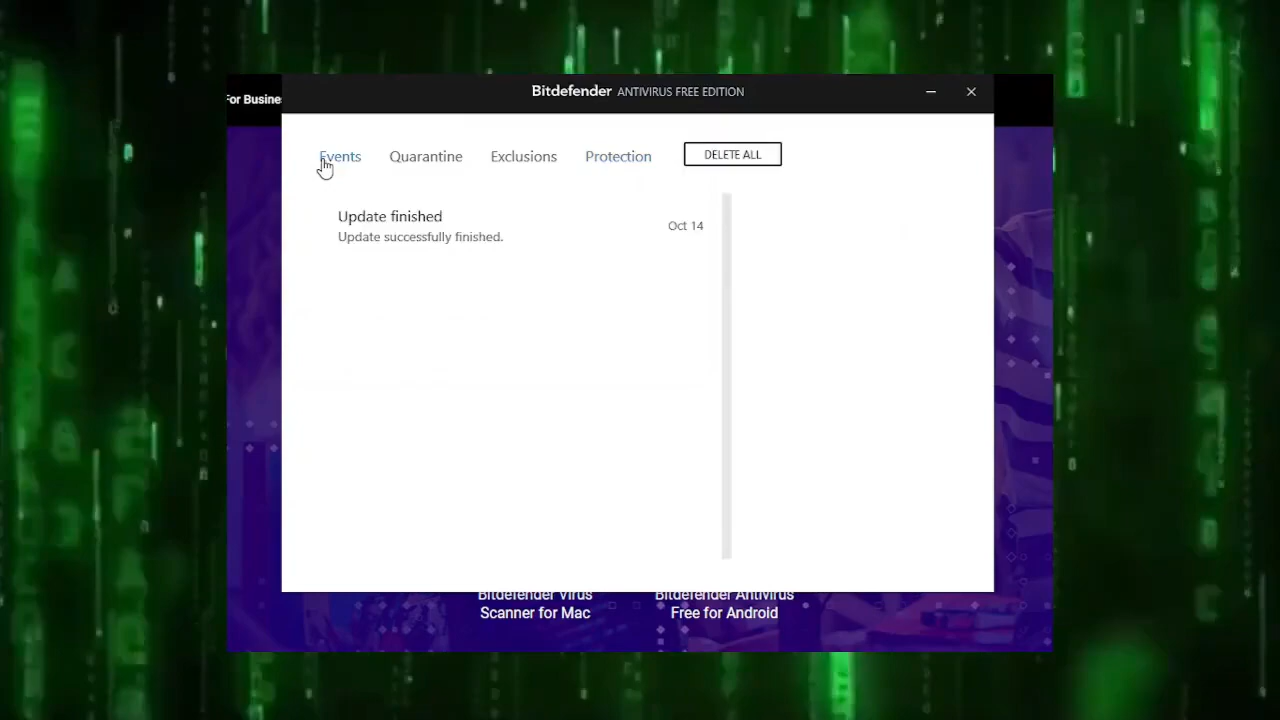 For Busine
Bitdefender ANTIVIRUS FREE EDITION
Events Quarantine Exclusions Protection DELETE ALL
Update finished
Oct 14
Update successfully finished.
Bitdefender Virus
Scanner for Mac
Bitdefender Antivirus
Free for Android